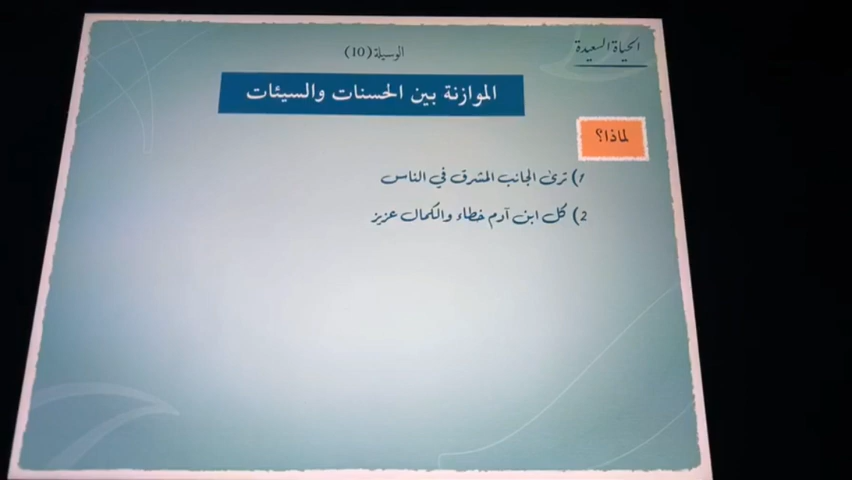 الحياة السعيدة
الوسيلة (10)
الموازنة بين الحسنات والسيئات
لماذا؟
1) ترى الجانب المشرق في الناس
2) كل ابن آدم خطاء والكمال عزيز